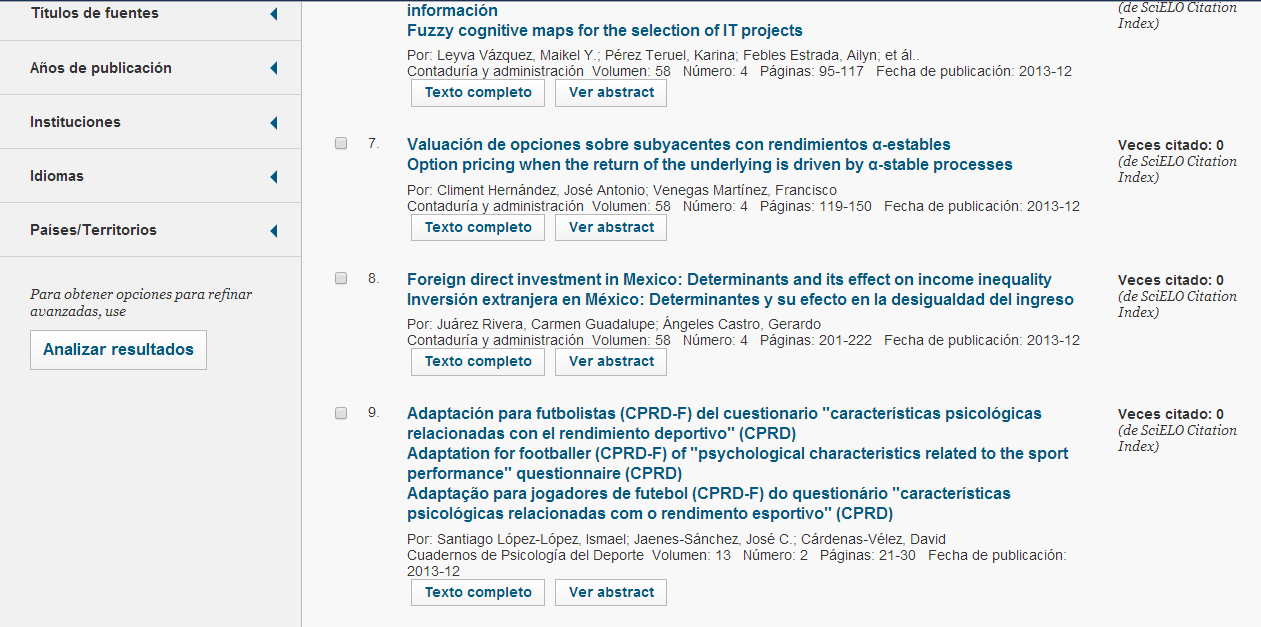 Títulos de fuentes
Años de publicación
Instituciones
Idiomas
Países/Territorios
Para obtener opciones para refinar
avanzadas, use
Analizar resultados
información
Fuzzy cognitive maps for the selection of IT projects
Por: Leyva Vázquez, Maikel Y.; Pérez Teruel, Karina; Febles Estrada, Ailyn; et ál..
Contaduría y administración Volumen: 58 Número: 4 Páginas: 95-117 Fecha de publicación: 2013-12
Texto completo Ver abstract
(de SciELO Citation
Index)
7. Valuación de opciones sobre subyacentes con rendimientos α-estables
Option pricing when the return of the underlying is driven by α-stable processes
Por: Climent Hernández, José Antonio; Venegas Martínez, Francisco
Contaduría y administración Volumen: 58 Número: 4 Páginas: 119-150 Fecha de publicación: 2013-12
Texto completo Ver abstract
Veces citado: 0
(de SciELO Citation
Index)
8. Foreign direct investment in Mexico: Determinants and its effect on income inequality
Inversión extranjera en México: Determinantes y su efecto en la desigualdad del ingreso
Por: Juárez Rivera, Carmen Guadalupe; Ángeles Castro, Gerardo
Contaduría y administración Volumen: 58 Número: 4 Páginas: 201-222 Fecha de publicación: 2013-12
Texto completo Ver abstract
Veces citado: 0
(de SciELO Citation
Index)
9. Adaptación para futbolistas (CPRD-F) del cuestionario "características psicológicas
relacionadas con el rendimiento deportivo" (CPRD)
Adaptation for footballer (CPRD-F) of "psychological characteristics related to the sport
performance" questionnaire (CPRD)
Adaptação para jogadores de futebol (CPRD-F) do questionário "características
psicológicas relacionadas com o rendimento esportivo" (CPRD)
Por: Santiago López-López, Ismael; Jaenes-Sánchez, José C.; Cárdenas-Vélez, David
Cuadernos de Psicología del Deporte Volumen: 13 Número: 2 Páginas: 21-30 Fecha de publicación:
2013-12
Texto completo Ver abstract
Veces citado: 0
(de SciELO Citation
Index)